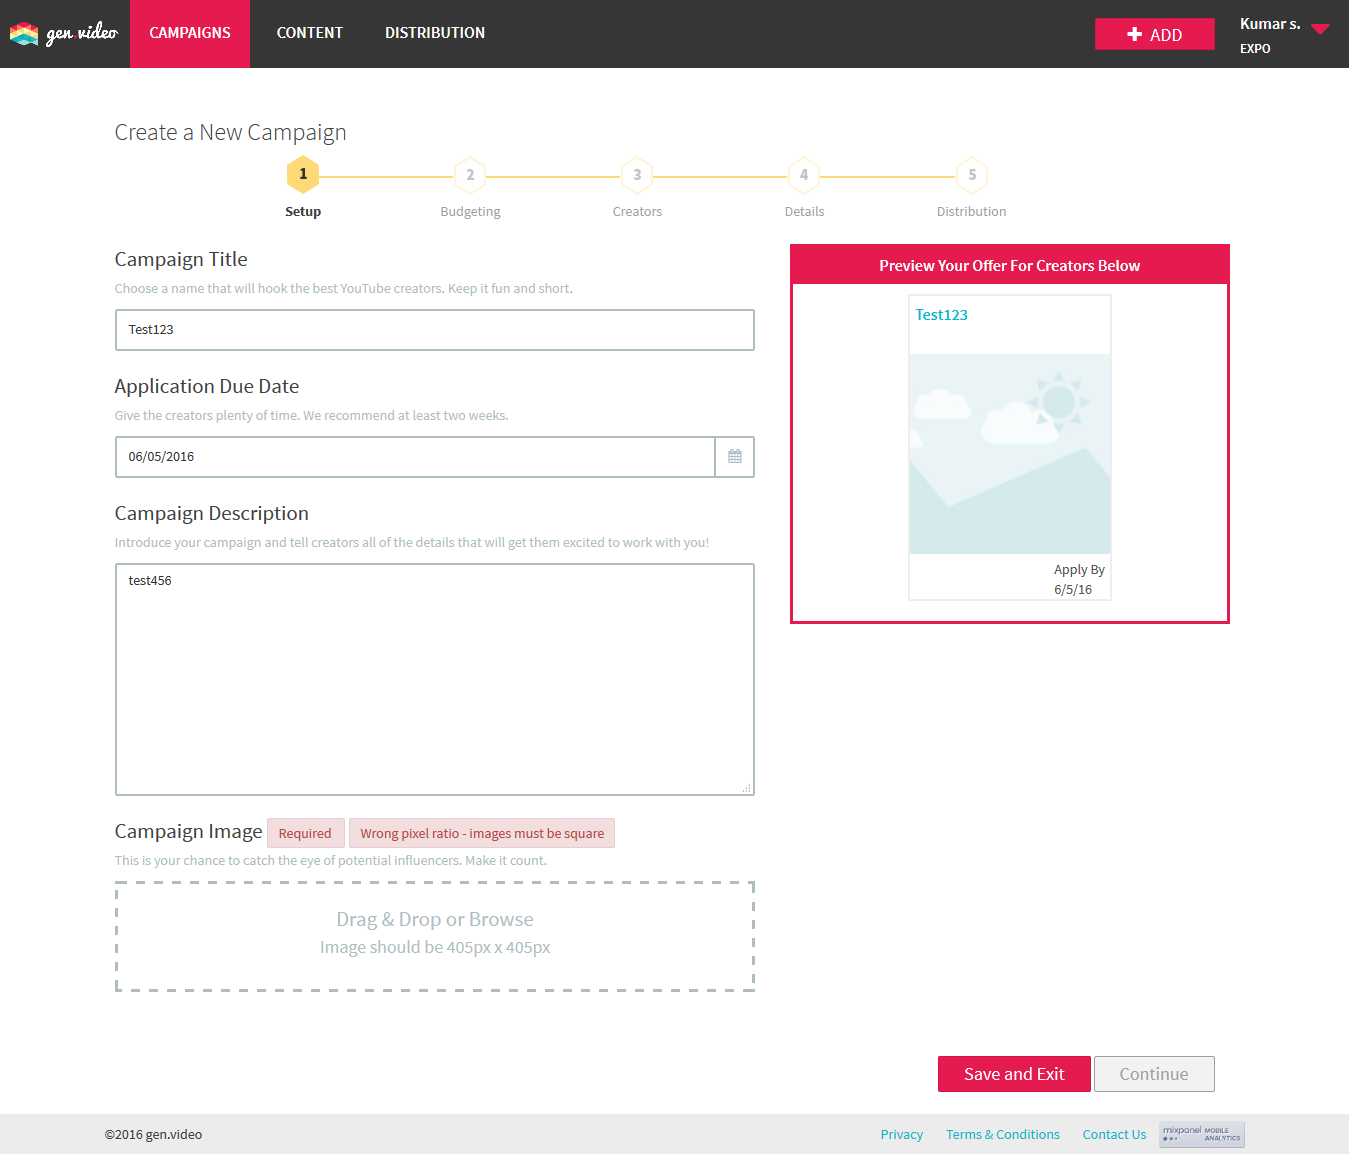 gen.video
CAMPAIGNS
CONTENT
DISTRIBUTION
ADD
Kumar s.
EXPO
Create a New Campaign
1
2
3
4
5
Setup
Budgeting
Creators
Details
Distribution
Campaign Title
Choose a name that will hook the best YouTube creators. Keep it fun and short.
Test123
Application Due Date
Give the creators plenty of time. We recommend at least two weeks.
06/05/2016
Campaign Description
Introduce your campaign and tell creators all of the details that will get them excited to work with you!
test456
Campaign Image Required Wrong pixel ratio - images must be square
This is your chance to catch the eye of potential influencers. Make it count.
Drag & Drop or Browse
Image should be 405px x 405px
Preview Your Offer For Creators Below
Test123
Apply By
6/5/16
Save and Exit
Continue
©2016 gen.video
Privacy
Terms & Conditions
Contact Us
mixpanel MOBILE
ANALYTICS